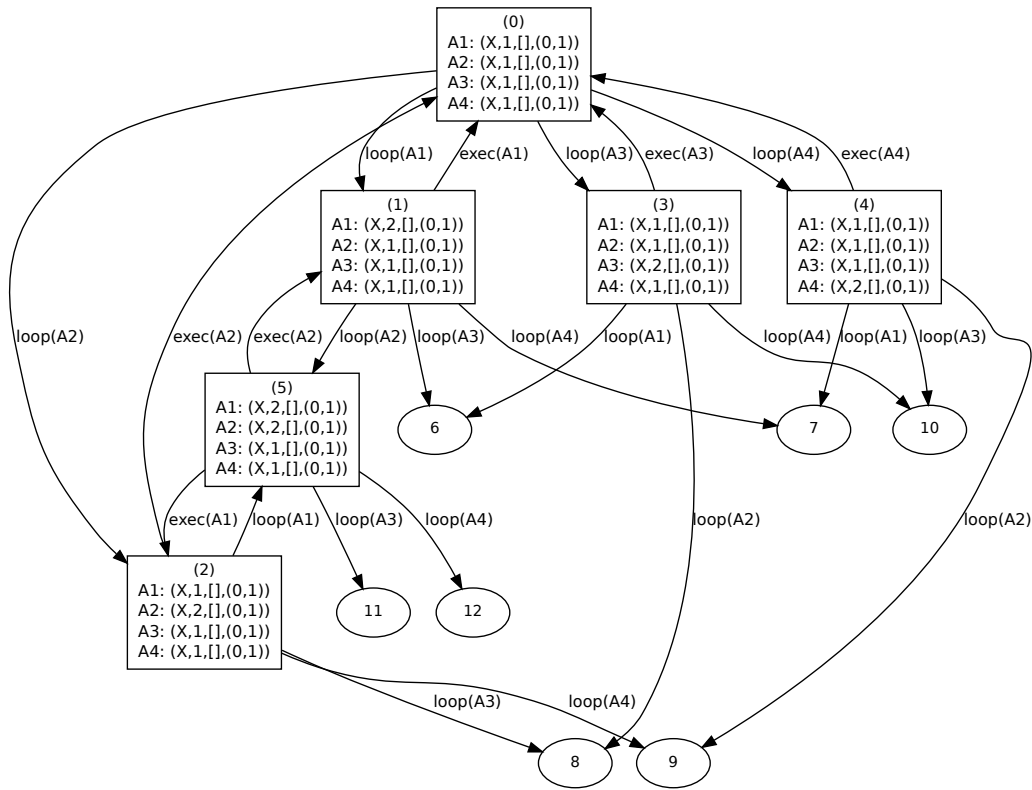 (0)
A1: (X,1,[],(0,1))
A2: (X,1,[],(0,1))
A3: (X,1,[],(0,1))
A4: (X,1,[],(0,1))
loop(A1)
exec(A1)
loop(A3)
exec(A3)
loop(A4)
exec(A4)
(1)
A1: (X,2,[],(0,1))
A2: (X,1,[],(0,1))
A3: (X,1,[],(0,1))
A4: (X,1,[],(0,1))
(3)
A1: (X,1,[],(0,1))
A2: (X,1,[],(0,1))
A3: (X,2,[],(0,1))
A4: (X,1,[],(0,1))
(4)
A1: (X,1,[],(0,1))
A2: (X,1,[],(0,1))
A3: (X,1,[],(0,1))
A4: (X,2,[],(0,1))
loop(A2)
exec(A2)
exec(A2)
loop(A2)
loop(A3)
loop(A4)
loop(A1)
loop(A4)
loop(A1)
loop(A3)
(5)
A1: (X,2,[],(0,1))
A2: (X,2,[],(0,1))
A3: (X,1,[],(0,1))
A4: (X,1,[],(0,1))
6
7
10
exec(A1)
loop(A1)
loop(A3)
loop(A4)
loop(A2)
loop(A2)
(2)
A1: (X,1,[],(0,1))
A2: (X,2,[],(0,1))
A3: (X,1,[],(0,1))
A4: (X,1,[],(0,1))
11
12
loop(A3)
loop(A4)
8
9